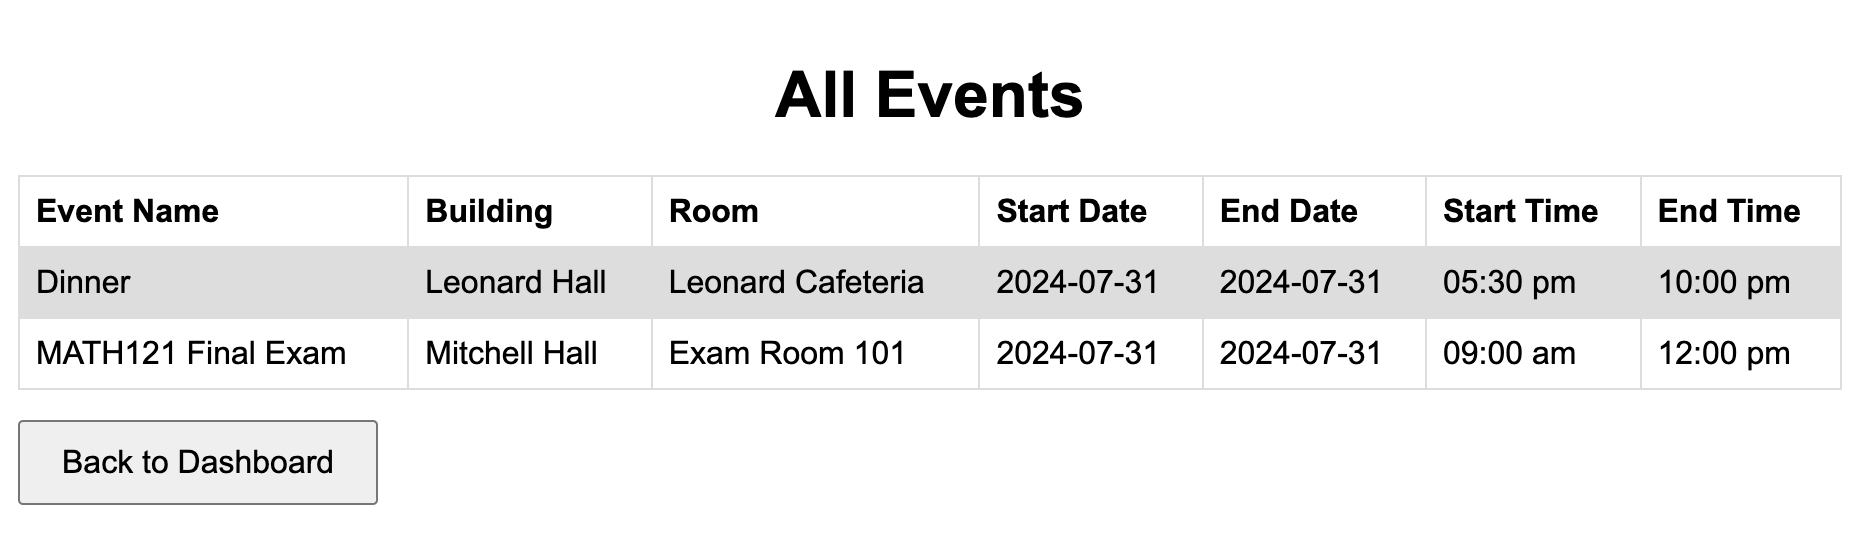 All Events
Event Name Building Room Start Date End Date Start Time End Time
Dinner Leonard Hall Leonard Cafeteria 2024-07-31 2024-07-31 05:30 pm 10:00 pm
MATH121 Final Exam Mitchell Hall Exam Room 101 2024-07-31 2024-07-31 09:00 am 12:00 pm
Back to Dashboard